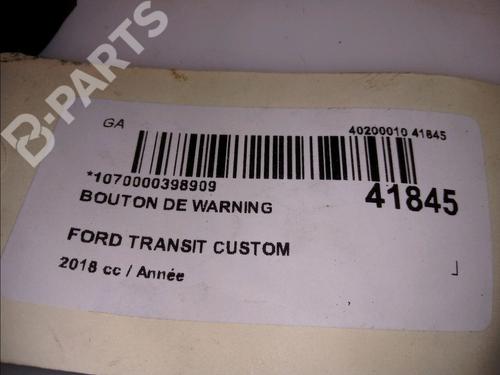 B-PARTS
GA
40200010 41845
*1070000398909
41845
BOUTON DE WARNING
FORD TRANSIT CUSTOM
2018 cc / Année